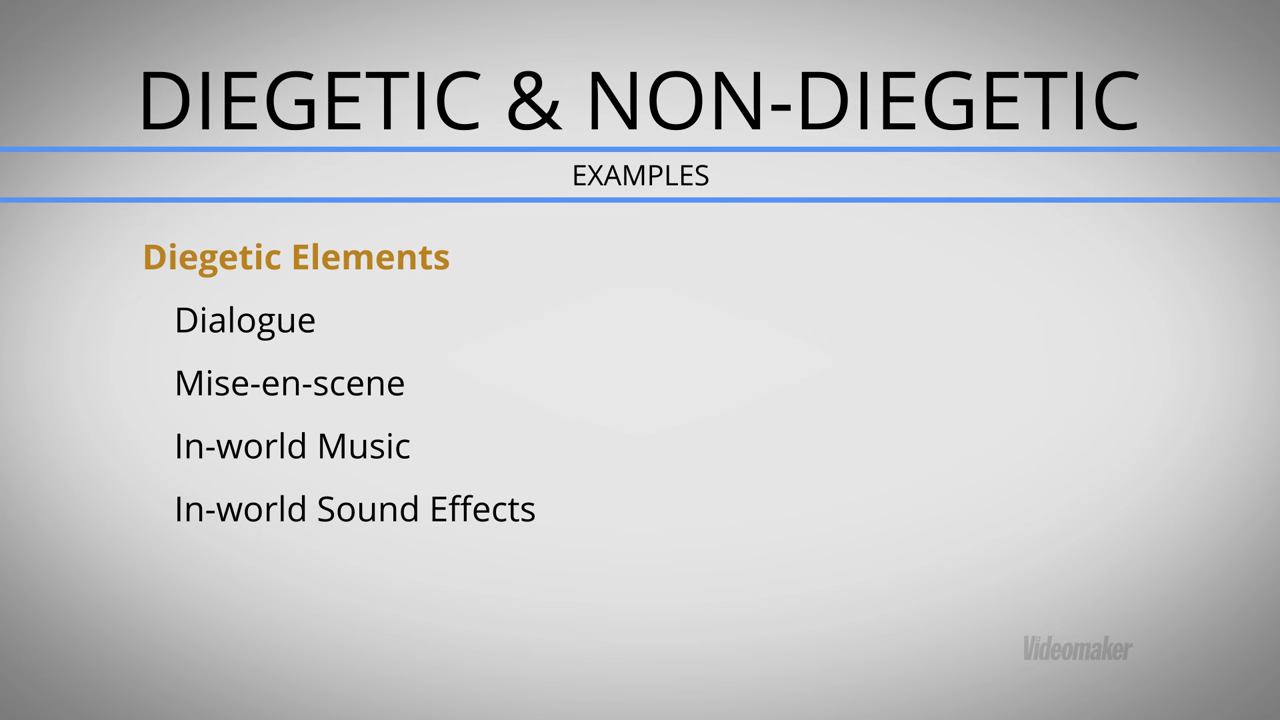 DIEGETIC & NON-DIEGETIC
EXAMPLES
Diegetic Elements
Dialogue
Mise-en-scene
In-world Music
In-world Sound Effects
Videomaker